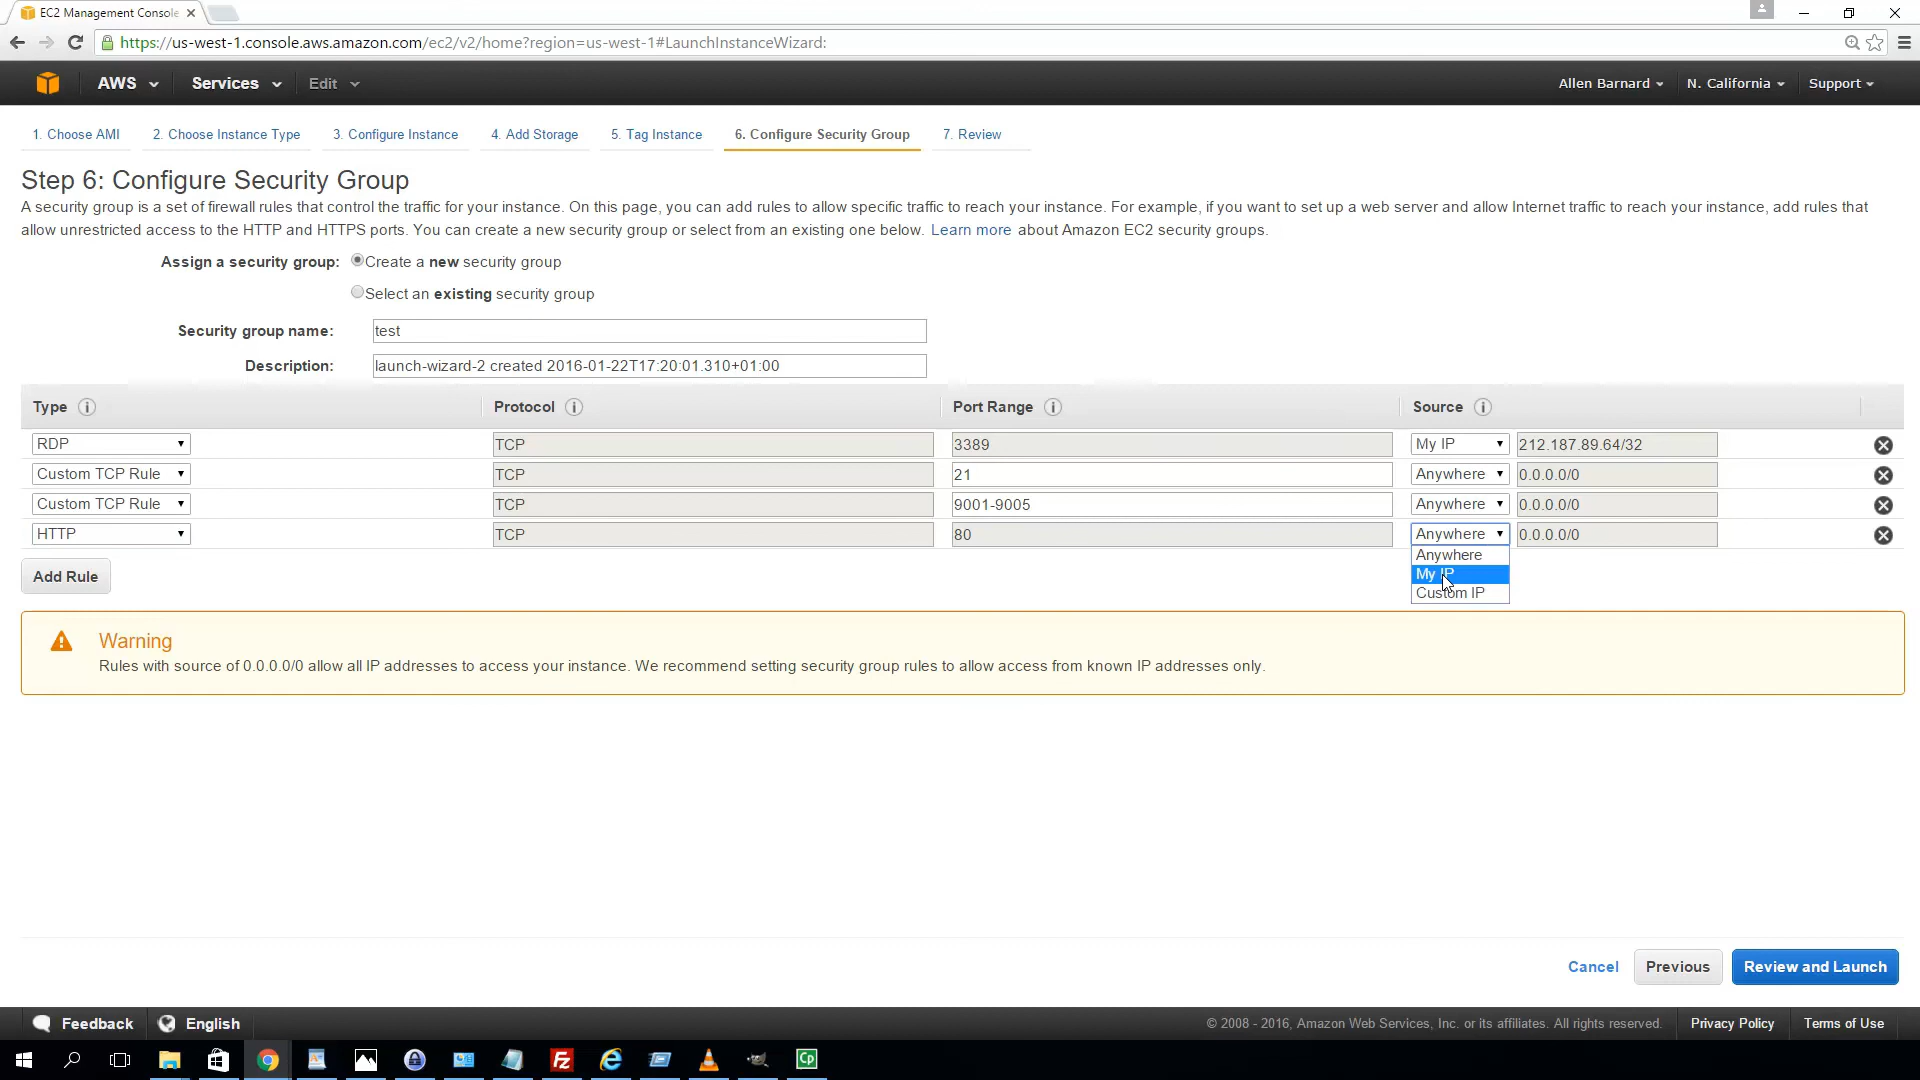 EC2 Management Console
https://us-west-1.console.aws.amazon.com/ec2/v2/home?region=us-west-1#LaunchInstanceWizard:
AWS Services Edit Allen Barnard N. California Support
1. Choose AMI 2. Choose Instance Type 3. Configure Instance 4. Add Storage 5. Tag Instance 6. Configure Security Group 7. Review
Step 6: Configure Security Group
A security group is a set of firewall rules that control the traffic for your instance. On this page, you can add rules to allow specific traffic to reach your instance. For example, if you want to set up a web server and allow Internet traffic to reach your instance, add rules that
allow unrestricted access to the HTTP and HTTPS ports. You can create a new security group or select from an existing one below. Learn more about Amazon EC2 security groups.
Assign a security group: Create a new security group
Select an existing security group
Security group name: test
Description: launch-wizard-2 created 2016-01-22T17:20:01.310+01:00
Type i Protocol i Port Range i Source i
RDP TCP 3389 My IP 212.187.89.64/32
Custom TCP Rule TCP 21 Anywhere 0.0.0.0/0
Custom TCP Rule TCP 9001-9005 Anywhere 0.0.0.0/0
HTTP TCP 80 Anywhere 0.0.0.0/0
Anywhere
My IP
Custom IP
Add Rule
Warning
Rules with source of 0.0.0.0/0 allow all IP addresses to access your instance. We recommend setting security group rules to allow access from known IP addresses only.
Cancel Previous Review and Launch
Feedback English © 2008 - 2016, Amazon Web Services, Inc. or its affiliates. All rights reserved. Privacy Policy Terms of Use
Fz Cp